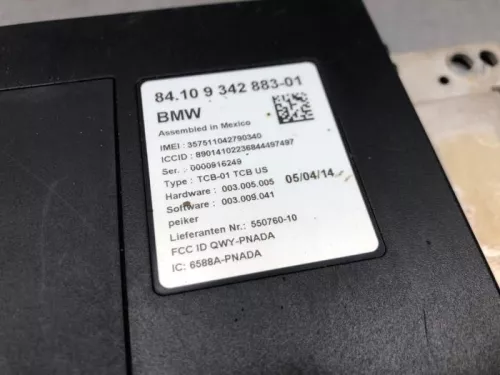 84.10 9 342 883-01
BMW
Assembled in Mexico
IMEI : 357511042790340
ICCID : 89014102236844497497
Ser. : 0000916249
Type : TCB-01 TCB US
Hardware : 003.005.005 05/04/14
Software : 003.009.041
peiker
Lieferanten Nr.: 550760-10
FCC ID QWY-PNADA
IC: 6588A-PNADA